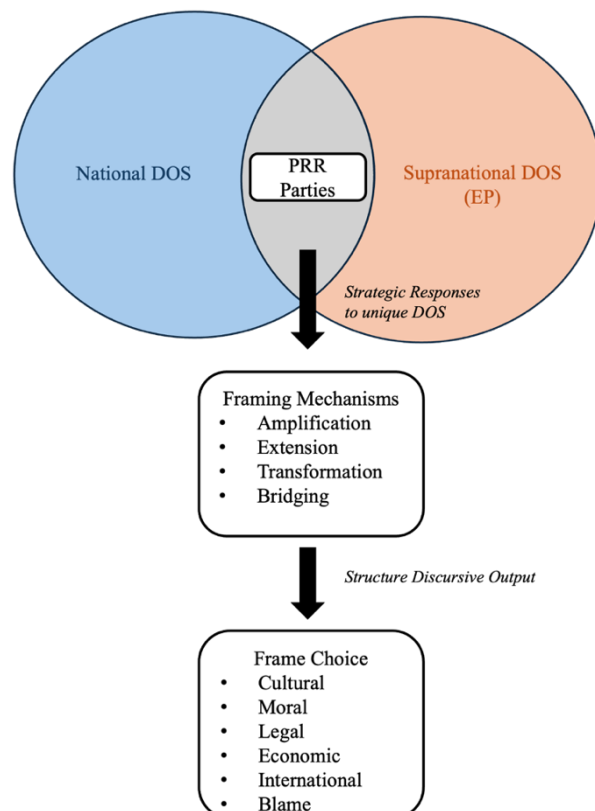 National DOS
PRR
Parties
Supranational DOS
(EP)
Strategic Responses
to unique DOS
Framing Mechanisms
• Amplification
• Extension
• Transformation
• Bridging
Structure Discursive Output
Frame Choice
• Cultural
• Moral
• Legal
• Economic
• International
• Blame